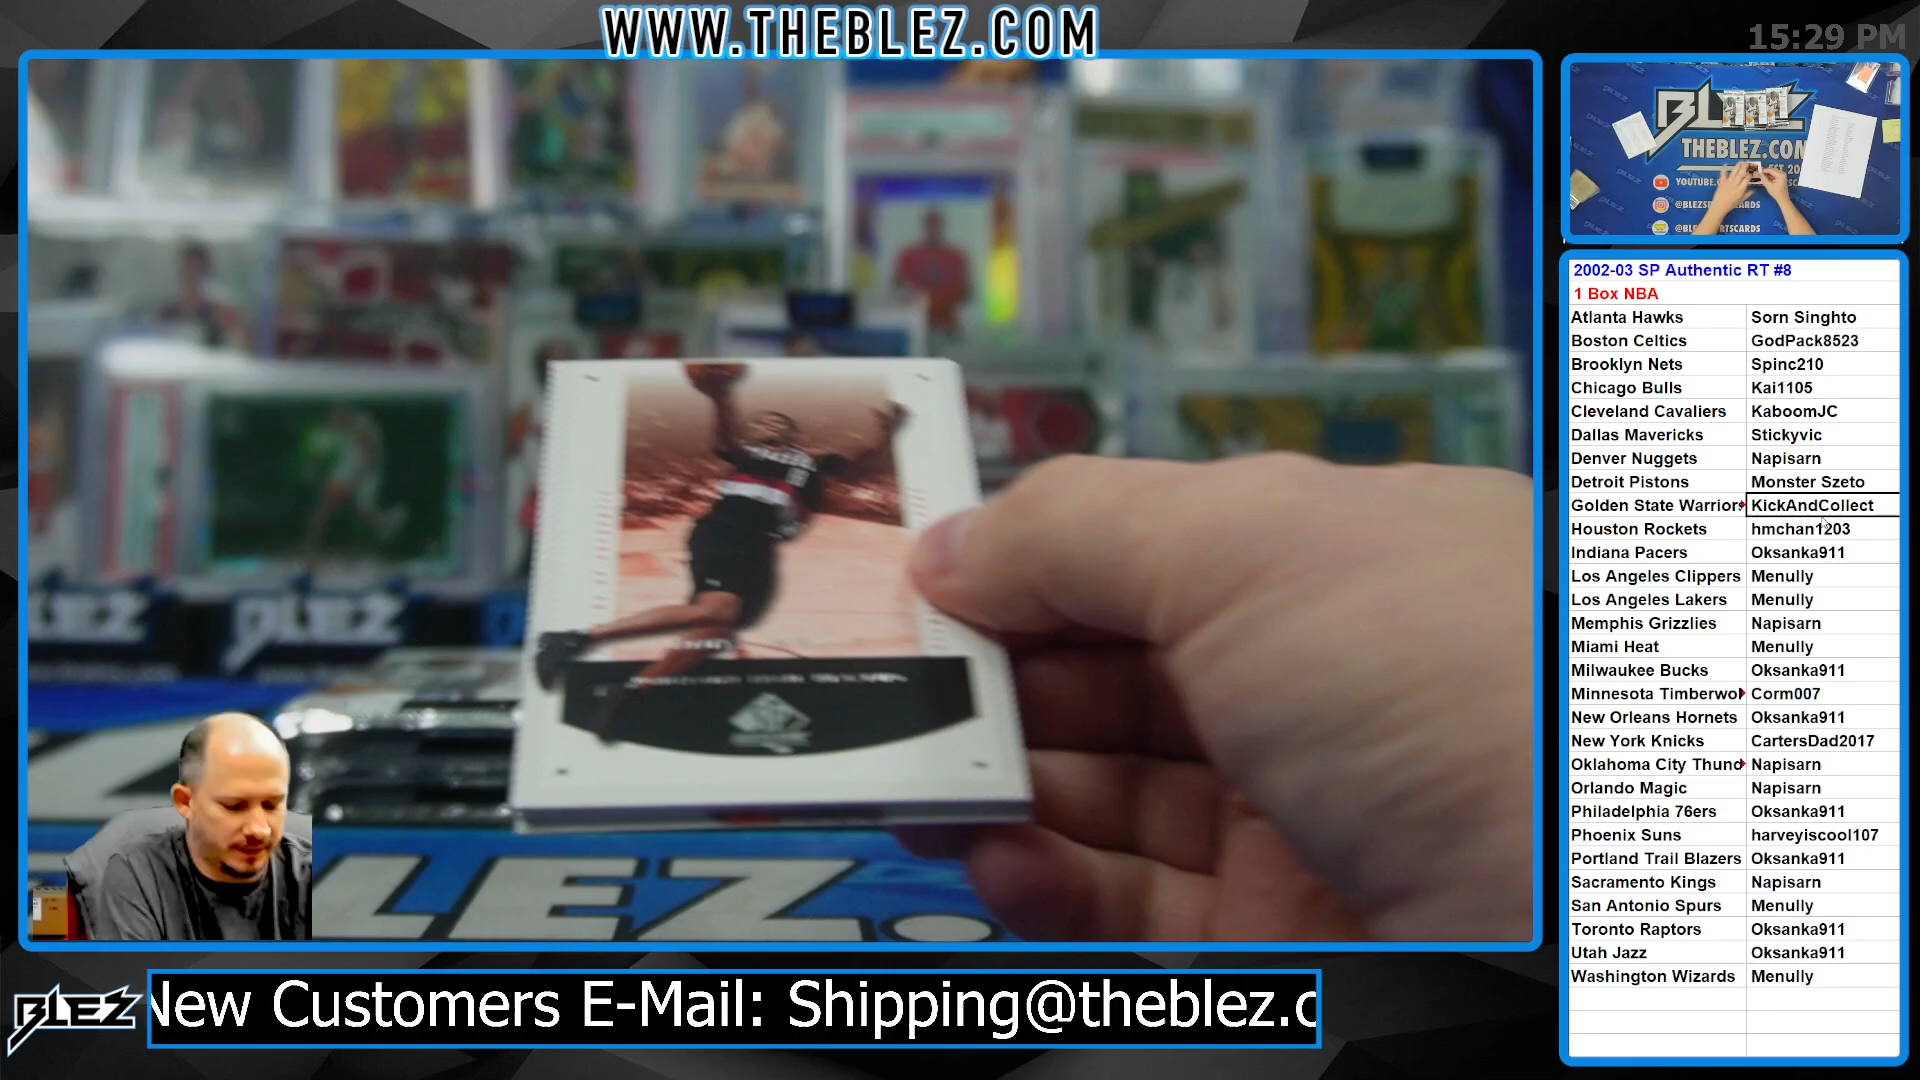 WWW.THEBLEZ.COM
15:29 PM
BLEZ
THEBLEZ.COM
2002-03 SP Authentic RT #8
1 Box NBA
Atlanta Hawks Sorn Singhto
Boston Celtics GodPack8523
Brooklyn Nets Spinc210
Chicago Bulls Kai1105
Cleveland Cavaliers KaboomJC
Dallas Mavericks Stickyvic
Denver Nuggets Napisarn
Detroit Pistons Monster Szeto
Golden State Warriors KickAndCollect
Houston Rockets hmchan1203
Indiana Pacers Oksanka911
Los Angeles Clippers Menully
Los Angeles Lakers Menully
Memphis Grizzlies Napisarn
Miami Heat Menully
Milwaukee Bucks Oksanka911
Minnesota Timberwol Corm007
New Orleans Hornets Oksanka911
New York Knicks CartersDad2017
Oklahoma City Thund Napisarn
Orlando Magic Napisarn
Philadelphia 76ers Oksanka911
Phoenix Suns harveyiscool107
Portland Trail Blazers Oksanka911
Sacramento Kings Napisarn
San Antonio Spurs Menully
Toronto Raptors Oksanka911
Utah Jazz Oksanka911
Washington Wizards Menully
BLEZ
BLEZ
LEZ.
BLEZ
New Customers E-Mail: Shipping@theblez.c